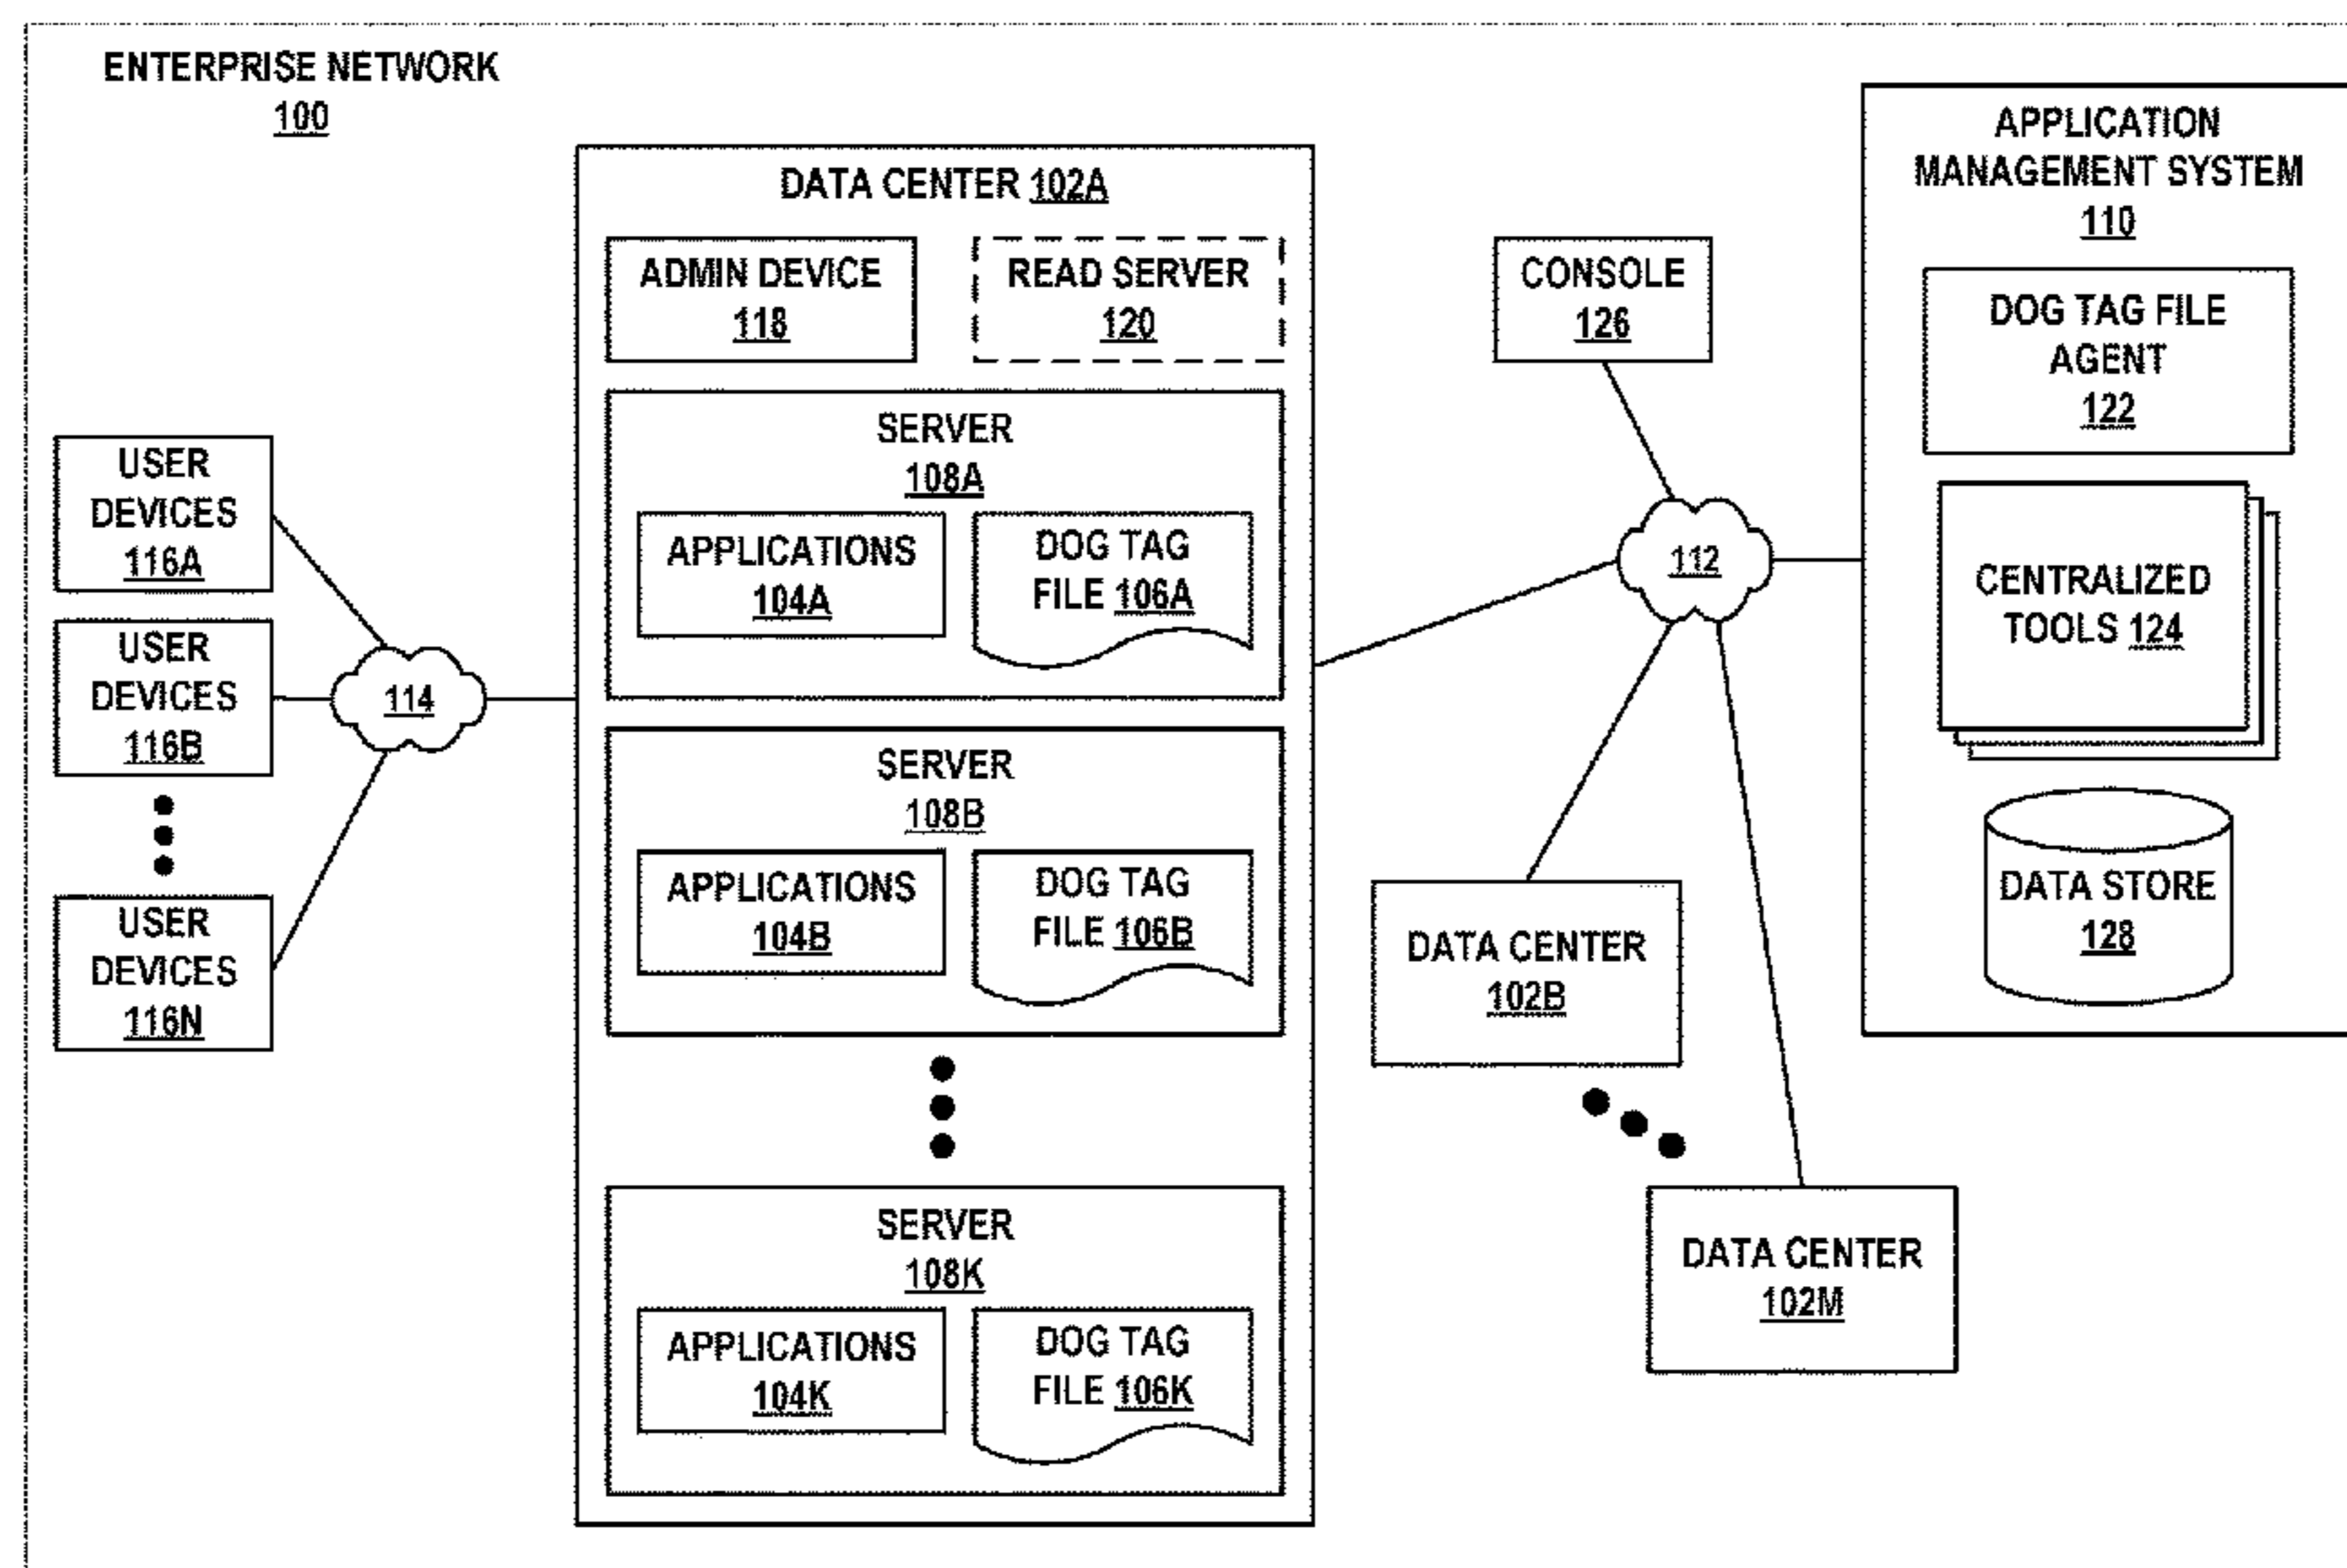 ENTERPRISE NETWORK
100
USER
DEVICES
116A
USER
DEVICES
116B
USER
DEVICES
116N
114
DATA CENTER 102A
ADMIN DEVICE
118
READ SERVER
120
SERVER
108A
APPLICATIONS
104A
DOG TAG
FILE 106A
SERVER
108B
APPLICATIONS
104B
DOG TAG
FILE 106B
SERVER
108K
APPLICATIONS
104K
DOG TAG
FILE 106K
CONSOLE
126
112
DATA CENTER
102B
DATA CENTER
102M
APPLICATION
MANAGEMENT SYSTEM
110
DOG TAG FILE
AGENT
122
CENTRALIZED
TOOLS 124
DATA STORE
128